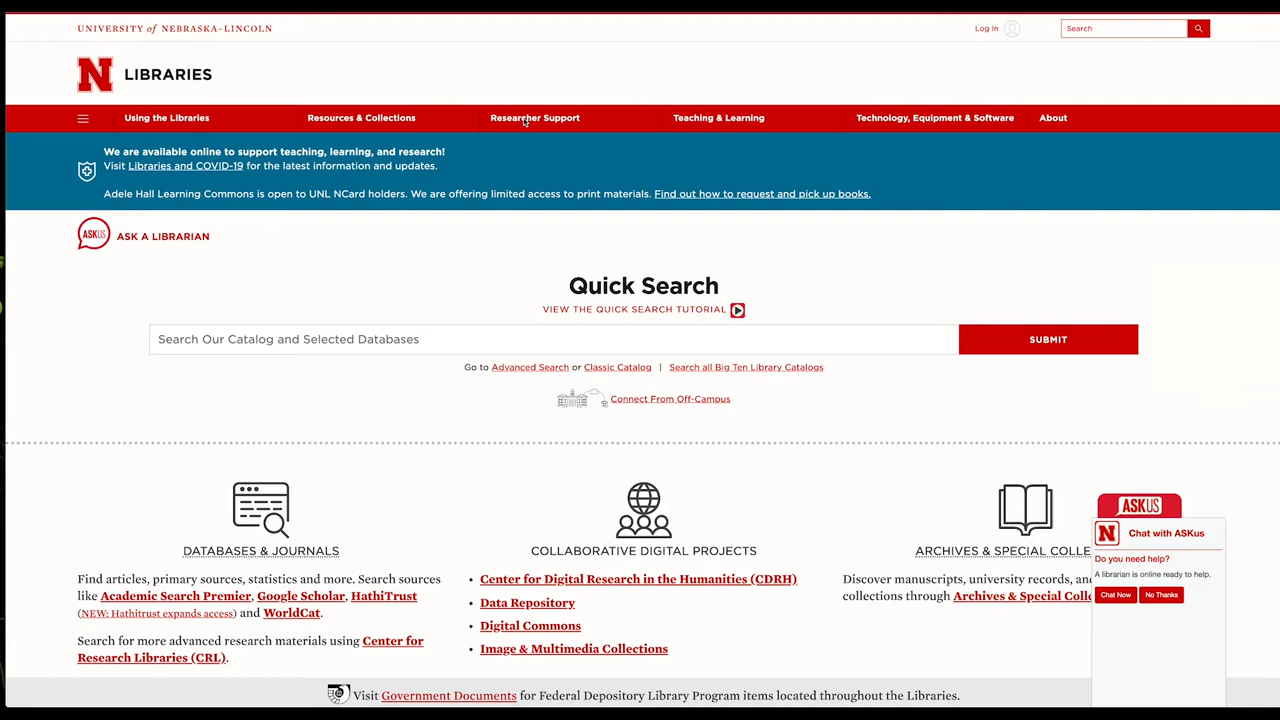 UNIVERSITY of NEBRASKA–LINCOLN
Log In
Search
N LIBRARIES
Using the Libraries
Resources & Collections
Researcher Support
Teaching & Learning
Technology, Equipment & Software
About
We are available online to support teaching, learning, and research!
Visit Libraries and COVID-19 for the latest information and updates.
Adele Hall Learning Commons is open to UNL NCard holders. We are offering limited access to print materials. Find out how to request and pick up books.
ASKUS ASK A LIBRARIAN
Quick Search
VIEW THE QUICK SEARCH TUTORIAL
Search Our Catalog and Selected Databases
SUBMIT
Go to Advanced Search or Classic Catalog | Search all Big Ten Library Catalogs
Connect From Off-Campus
DATABASES & JOURNALS
Find articles, primary sources, statistics and more. Search sources
like Academic Search Premier, Google Scholar, HathiTrust
(NEW: Hathitrust expands access) and WorldCat.
Search for more advanced research materials using Center for
Research Libraries (CRL).
COLLABORATIVE DIGITAL PROJECTS
• Center for Digital Research in the Humanities (CDRH)
• Data Repository
• Digital Commons
• Image & Multimedia Collections
ARCHIVES & SPECIAL COLLE
Discover manuscripts, university records, an
collections through Archives & Special Colle
ASKUS
N Chat with ASKus
Do you need help?
A librarian is online ready to help.
Chat Now
No Thanks
Visit Government Documents for Federal Depository Library Program items located throughout the Libraries.